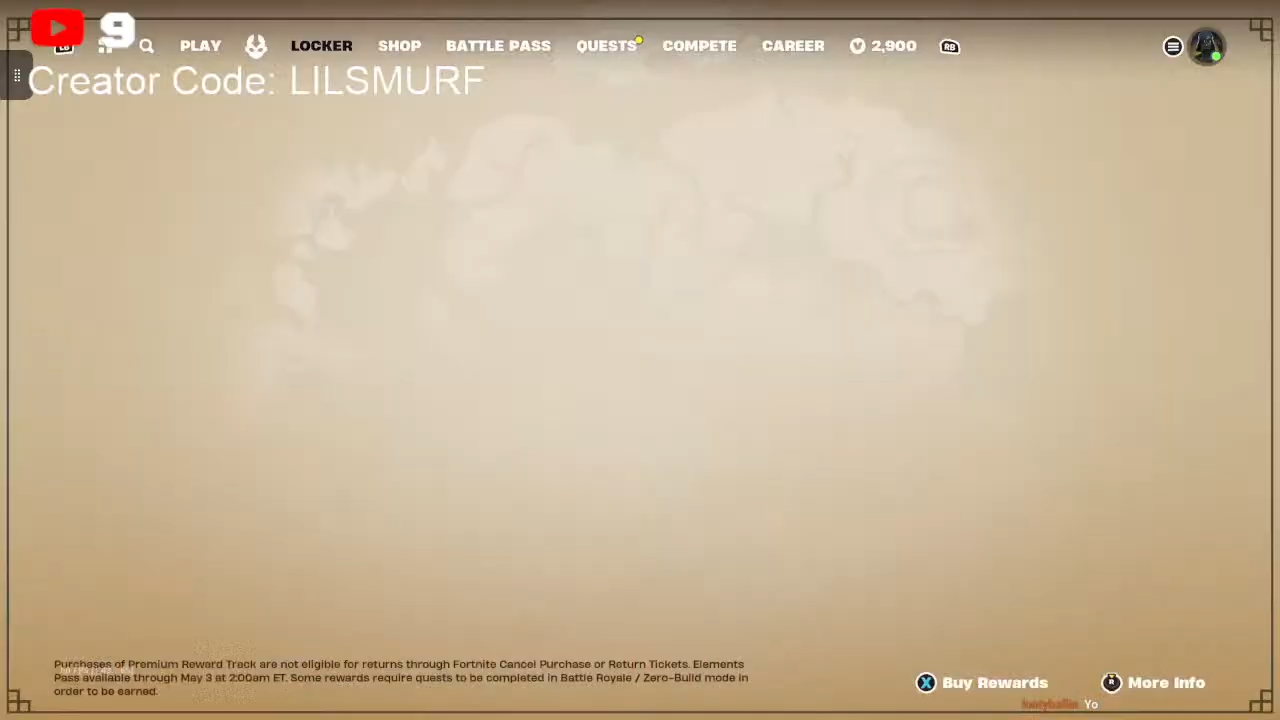 9
LB PLAY LOCKER SHOP BATTLE PASS QUESTS COMPETE CAREER 2,900 RB
Creator Code: LILSMURF
Purchases of Premium Reward Track are not eligible for returns through Fortnite Cancel Purchase or Return Tickets. Elements
Pass available through May 3 at 2:00am ET. Some rewards require quests to be completed in Battle Royale / Zero-Build mode in
order to be earned.
X Buy Rewards R More Info
Yo